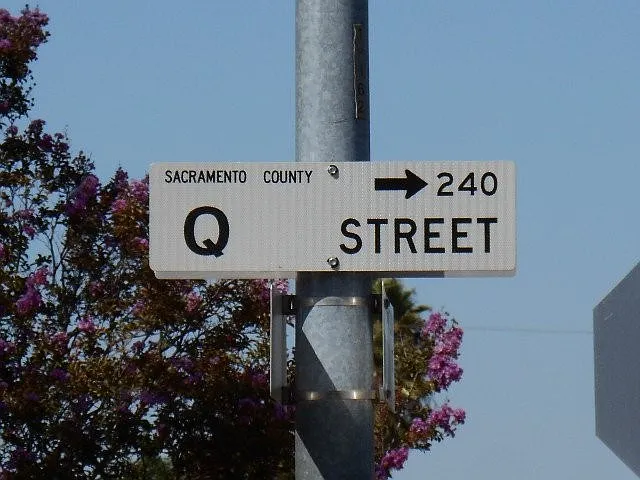 SACRAMENTO COUNTY → 240
Q STREET